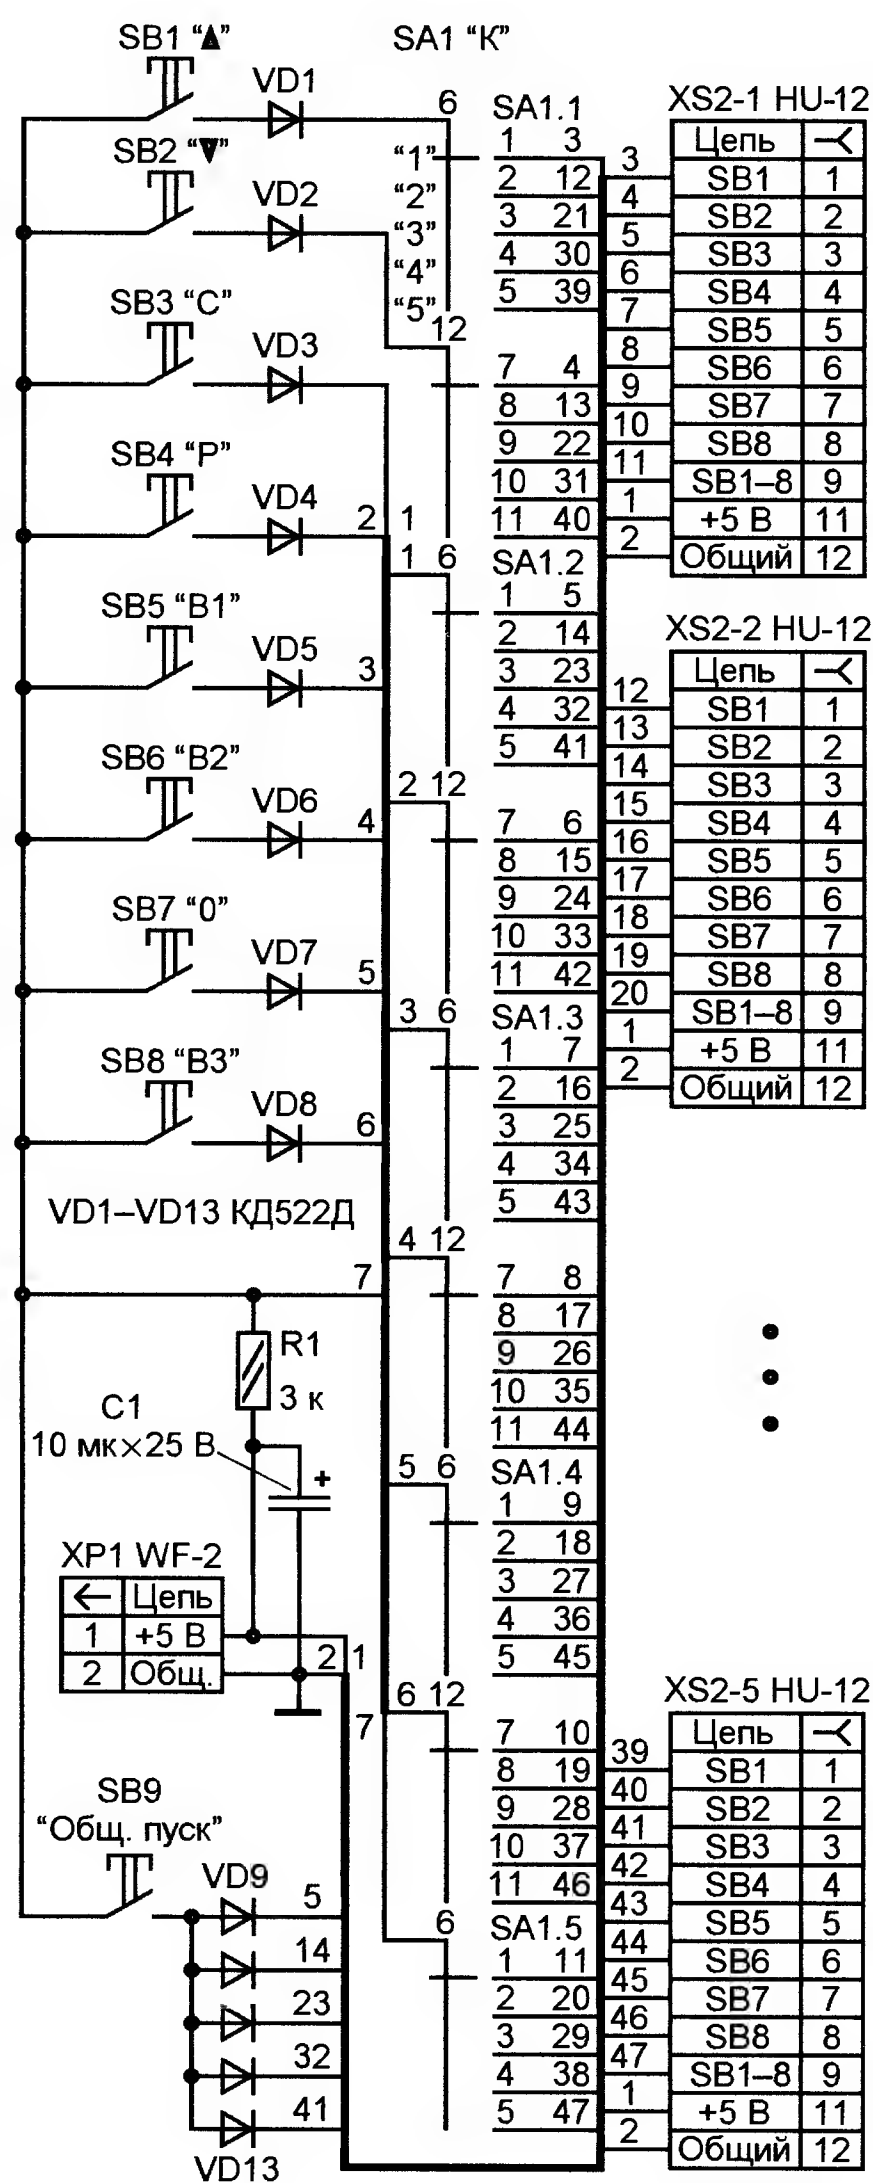 SB1 “▲”
SA1 “К”
VD1
6
SA1.1
XS2-1 HU-12
Цепь
“1” 1 3
3 SB1 1
SB2 “▼”
“2” 2 12
4 SB2 2
VD2
“3” 3 21
5 SB3 3
“4” 4 30
6 SB4 4
“5” 5 39
7 SB5 5
SB3 “С”
12
8 SB6 6
VD3
7 4
9 SB7 7
8 13
10 SB8 8
9 22
11 SB1–8 9
SB4 “Р”
10 31
1 +5 В 11
VD4
2 1
11 40
2 Общий 12
1 6
SA1.2
1 5
SB5 “В1”
2 14
XS2-2 HU-12
Цепь
VD5
3
3 23
12 SB1 1
4 32
13 SB2 2
5 41
14 SB3 3
SB6 “В2”
2 12
15 SB4 4
VD6
4
7 6
16 SB5 5
8 15
17 SB6 6
9 24
18 SB7 7
SB7 “0”
10 33
19 SB8 8
VD7
5
11 42
20 SB1–8 9
3 6
SA1.3
1 +5 В 11
1 7
2 Общий 12
SB8 “В3”
2 16
VD8
6
3 25
4 34
5 43
VD1–VD13 КД522Д
4 12
7
7 8
8 17
R1
3 к
9 26
10 35
11 44
С1
10 мк×25 В
+
5 6
SA1.4
1 9
2 18
XP1 WF-2
Цепь
3 27
1 +5 В
4 36
2 Общ.
2 1
5 45
6 12
XS2-5 HU-12
Цепь
7
7 10
39 SB1 1
8 19
40 SB2 2
SB9
“Общ. пуск”
9 28
41 SB3 3
10 37
42 SB4 4
11 46
43 SB5 5
VD9
5
6
SA1.5
44 SB6 6
14
1 11
45 SB7 7
23
2 20
46 SB8 8
32
3 29
47 SB1–8 9
41
4 38
1 +5 В 11
VD13
5 47
2 Общий 12